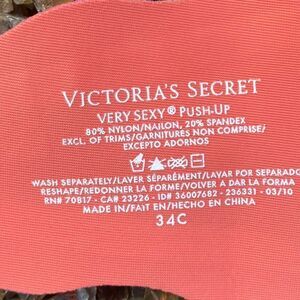 VICTORIA'S SECRET
VERY SEXY® PUSH-UP
80% NYLON/NAILON, 20% SPANDEX
EXCL. OF TRIMS/GARNITURES NON COMPRISE/
EXCEPTO ADORNOS
WASH SEPARATELY/LAVER SÉPARÉMENT/LAVAR POR SEPARADO
RESHAPE/REDONNER LA FORME/VOLVER A DAR LA FORMA
RN# 70817 - CA# 23226 - ID# 36007682 - 236331 - 03/10
MADE IN/FAIT EN/HECHO EN CHINA
34C